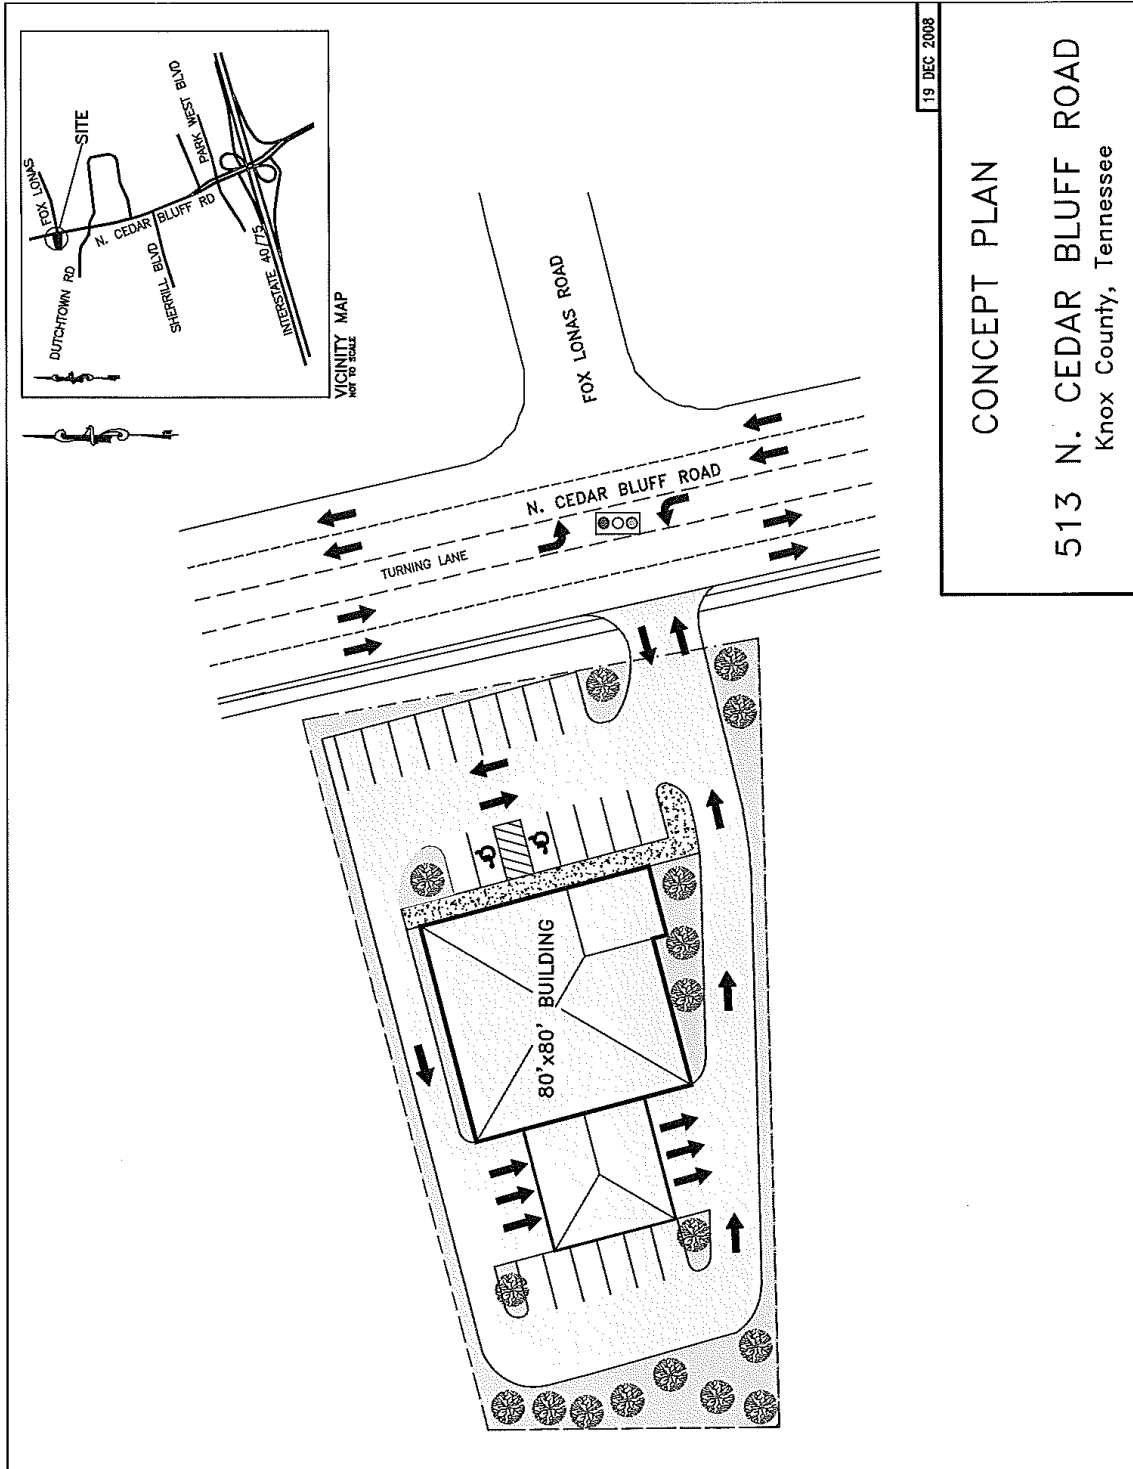 FOX LONAS
SITE
DUTCHTOWN RD
N. CEDAR BLUFF RD
SHERRILL BLVD
PARK WEST BLVD
INTERSTATE 40/75
VICINITY MAP
NOT TO SCALE
FOX LONAS ROAD
N. CEDAR BLUFF ROAD
TURNING LANE
80'x80' BUILDING
19 DEC 2008
CONCEPT PLAN
513 N. CEDAR BLUFF ROAD
Knox County, Tennessee